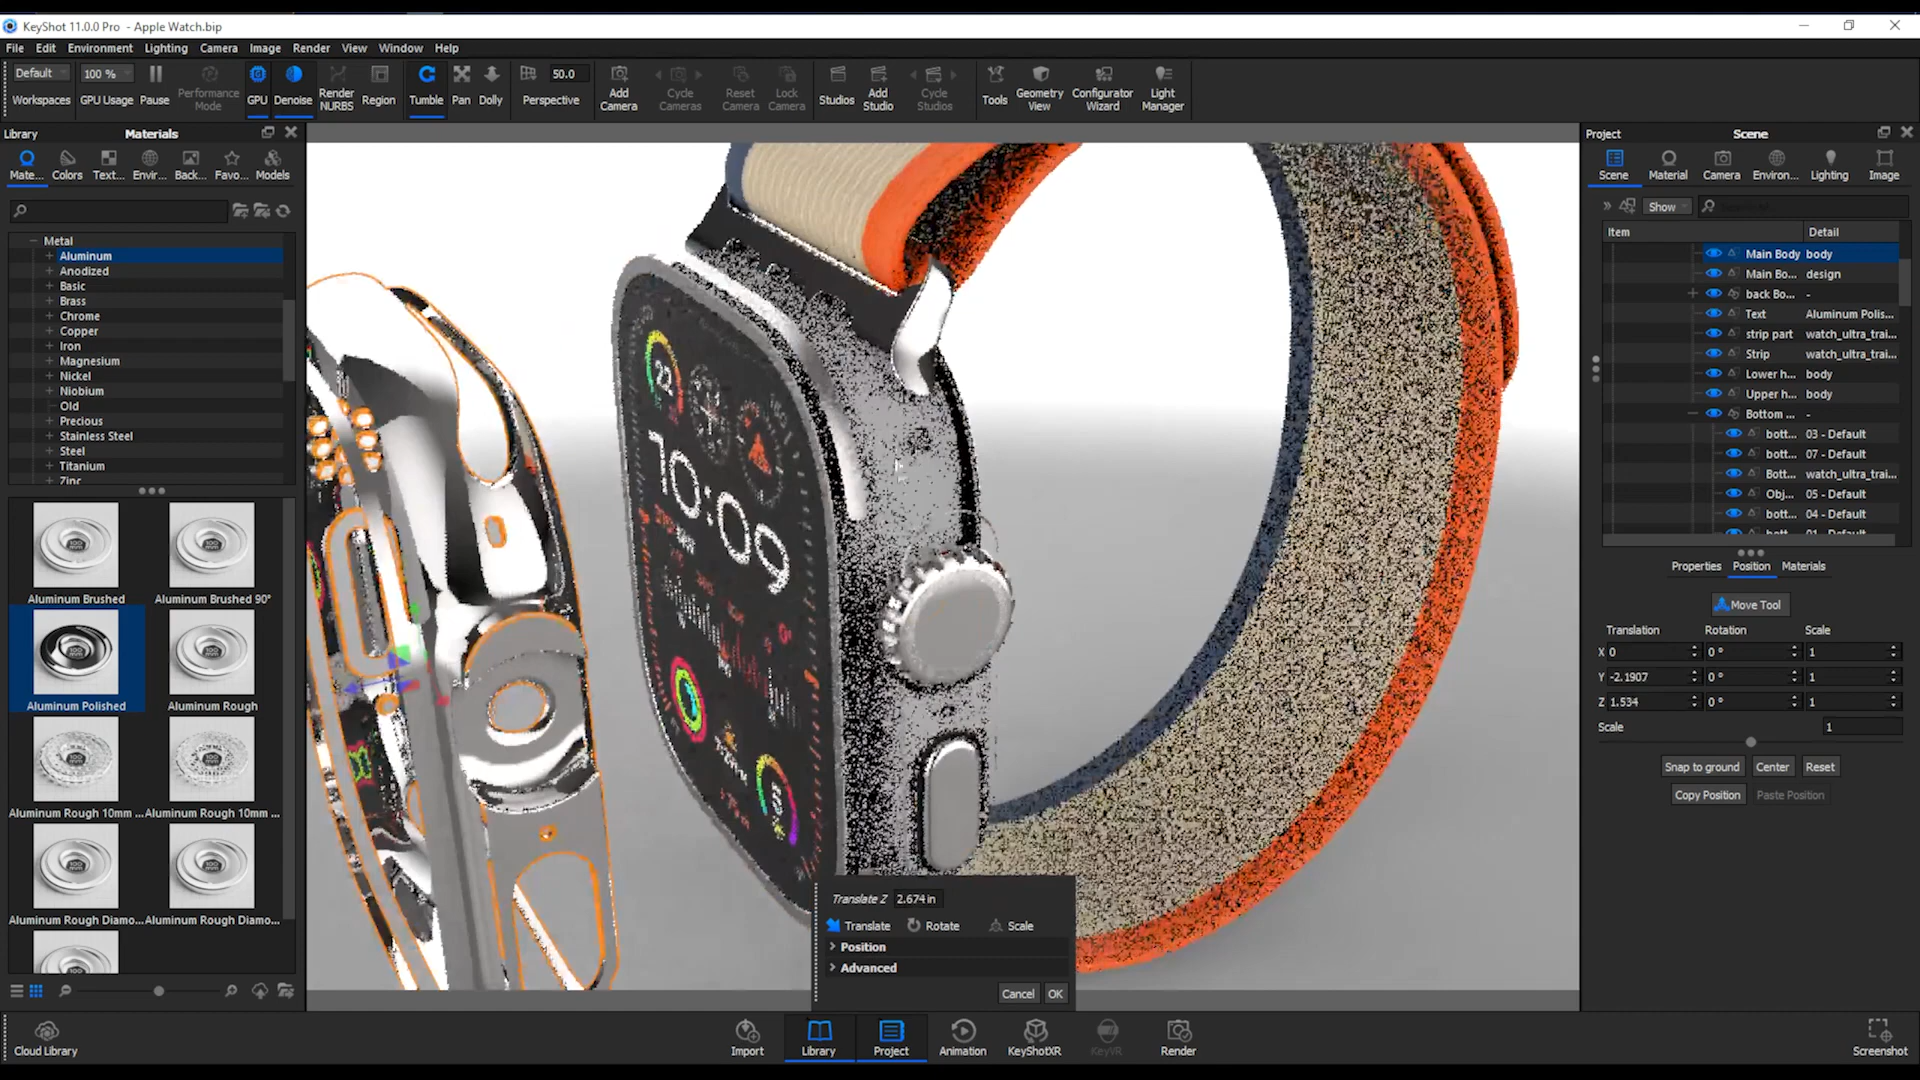 KeyShot 11.0.0 Pro - Apple Watch.bip
File Edit Environment Lighting Camera Image Render View Window Help
Default 100 % 50.0
Workspaces GPU Usage Pause Performance Mode GPU Denoise Render NURBS Region Tumble Pan Dolly Perspective Add Camera Cycle Cameras Reset Camera Lock Camera Studios Add Studio Cycle Studios Tools Geometry View Configurator Wizard Light Manager
Library Materials
Mate... Colors Text... Envir... Back... Favo... Models
Metal
Aluminum
Anodized
Basic
Brass
Chrome
Copper
Iron
Magnesium
Nickel
Niobium
Old
Precious
Stainless Steel
Steel
Titanium
Zinc
Aluminum Brushed Aluminum Brushed 90°
Aluminum Polished Aluminum Rough
Aluminum Rough 10mm ... Aluminum Rough 10mm ...
Aluminum Rough Diamo... Aluminum Rough Diamo...
22
10:09
Translate Z 2.674 in
Translate Rotate Scale
Position
Advanced
Cancel OK
Project Scene
Scene Material Camera Environ... Lighting Image
Show
Item Detail
Main Body body
Main Bo... design
back Bo... -
Text Aluminum Polis...
strip part watch_ultra_trai...
Strip watch_ultra_trai...
Lower h... body
Upper h... body
Bottom ... -
bott... 03 - Default
bott... 07 - Default
Bott... watch_ultra_trai...
Obj... 05 - Default
bott... 04 - Default
bott... 01 - Default
Properties Position Materials
Move Tool
Translation Rotation Scale
X 0 0 ° 1
Y -2.1907 0 ° 1
Z 1.534 0 ° 1
Scale 1
Snap to ground Center Reset
Copy Position Paste Position
Cloud Library Import Library Project Animation KeyShotXR KeyVR Render Screenshot